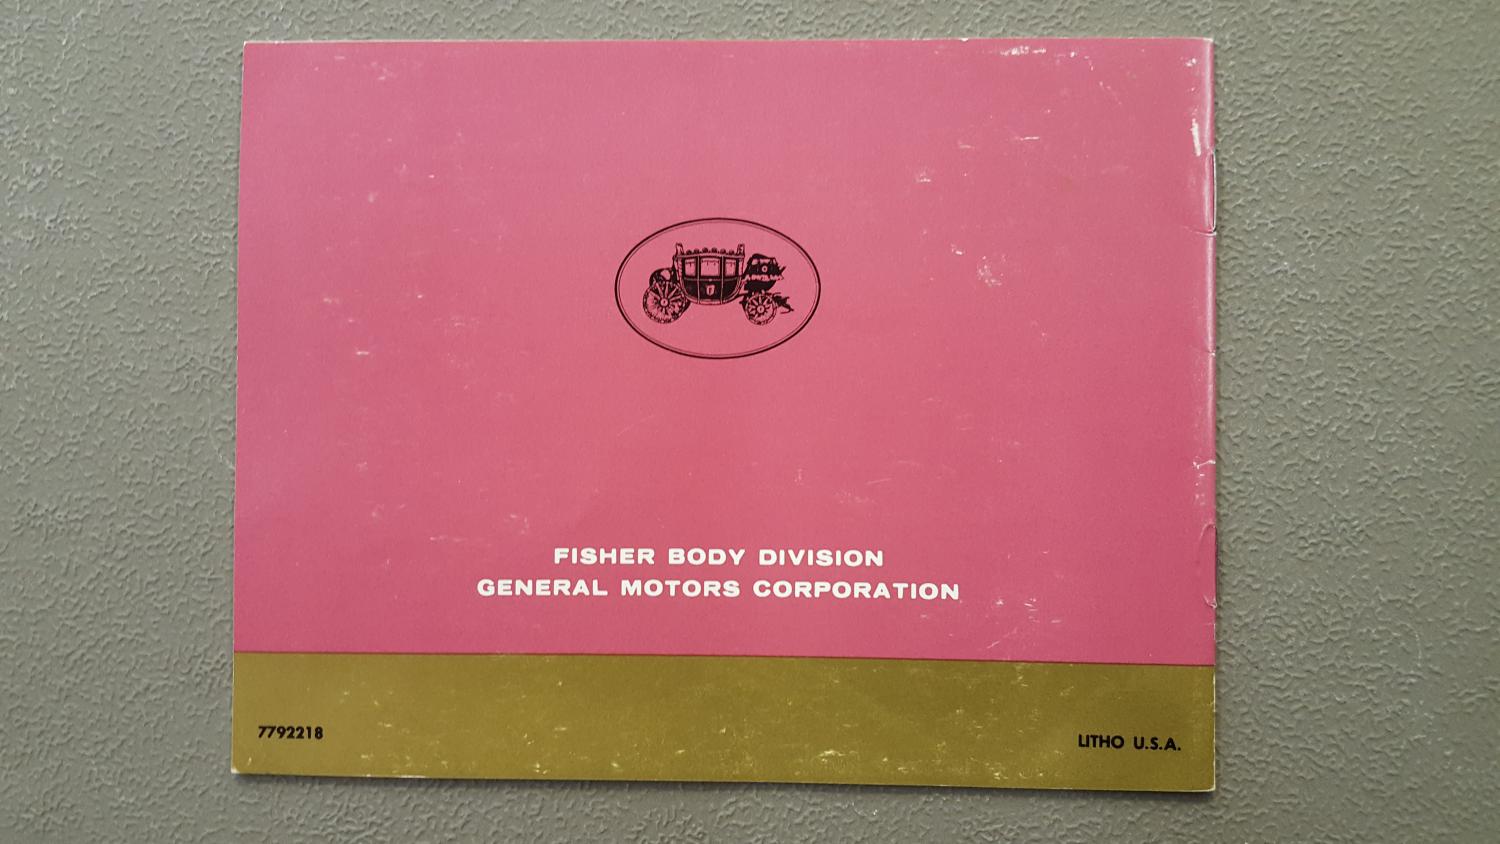 FISHER BODY DIVISION
GENERAL MOTORS CORPORATION
7792218
LITHO U.S.A.